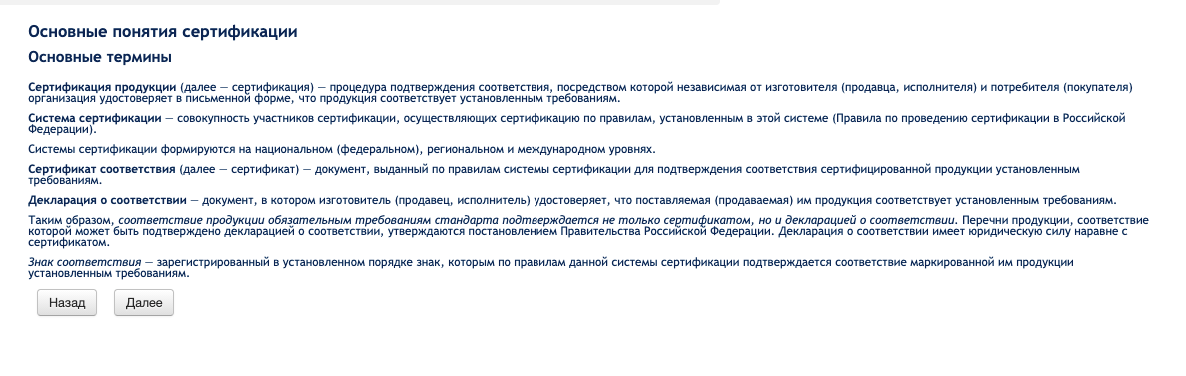 Основные понятия сертификации
Основные термины
Сертификация продукции (далее — сертификация) — процедура подтверждения соответствия, посредством которой независимая от изготовителя (продавца, исполнителя) и потребителя (покупателя)
организация удостоверяет в письменной форме, что продукция соответствует установленным требованиям.
Система сертификации — совокупность участников сертификации, осуществляющих сертификацию по правилам, установленным в этой системе (Правила по проведению сертификации в Российской
Федерации).
Системы сертификации формируются на национальном (федеральном), региональном и международном уровнях.
Сертификат соответствия (далее — сертификат) — документ, выданный по правилам системы сертификации для подтверждения соответствия сертифицированной продукции установленным
требованиям.
Декларация о соответствии — документ, в котором изготовитель (продавец, исполнитель) удостоверяет, что поставляемая (продаваемая) им продукция соответствует установленным требованиям.
Таким образом, соответствие продукции обязательным требованиям стандарта подтверждается не только сертификатом, но и декларацией о соответствии. Перечни продукции, соответствие
которой может быть подтверждено декларацией о соответствии, утверждаются постановлением Правительства Российской Федерации. Декларация о соответствии имеет юридическую силу наравне с
сертификатом.
Знак соответствия — зарегистрированный в установленном порядке знак, которым по правилам данной системы сертификации подтверждается соответствие маркированной им продукции
установленным требованиям.
Назад Далее